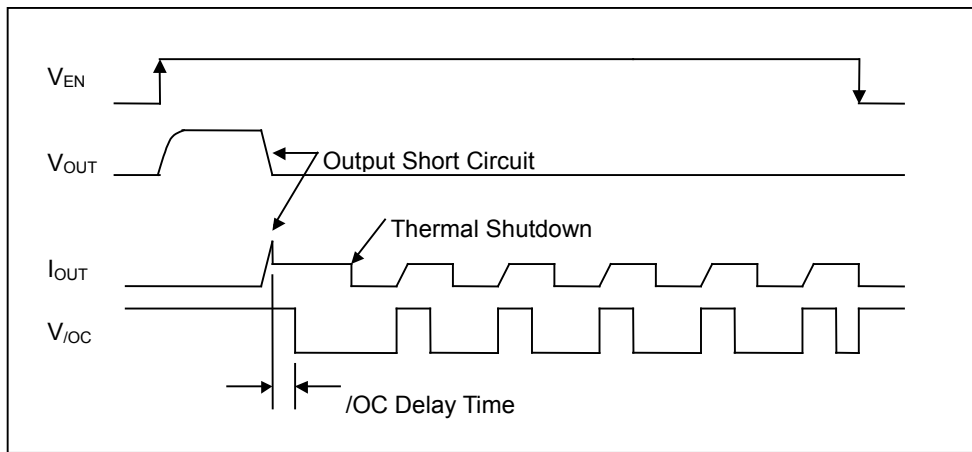 VEN
VOUT
Output Short Circuit
Thermal Shutdown
IOUT
V/OC
/OC Delay Time